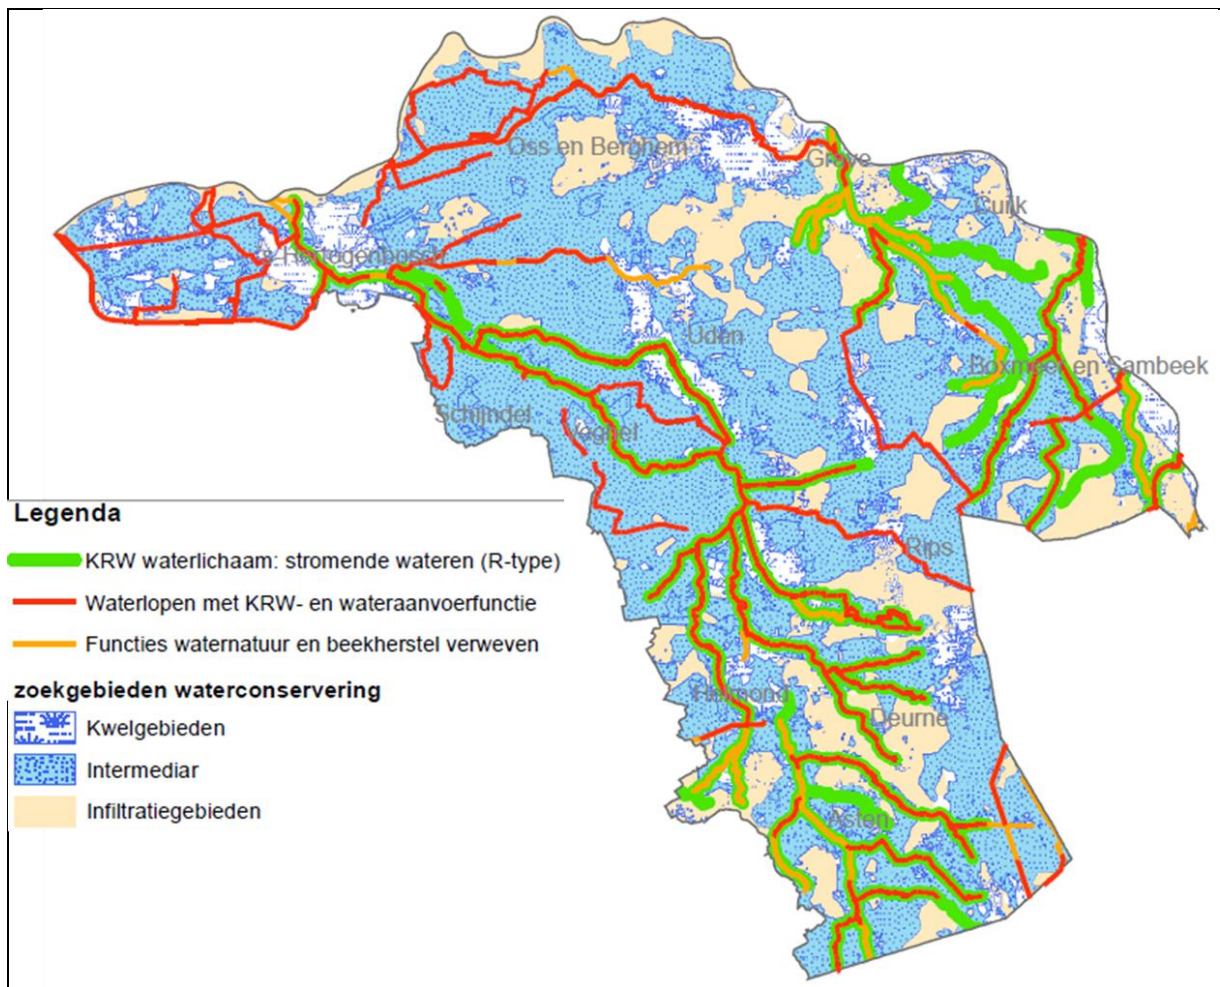 Oss en Berghem
Grave
Cuijk
's-Hertogenbosch
Uden
Boxmeer en Sambeek
Schijndel
Veghel
Rips
Helmond
Deurne
Asten
Legenda
KRW waterlichaam: stromende wateren (R-type)
Waterlopen met KRW- en wateraanvoerfunctie
Functies waternatuur en beekherstel verweven
zoekgebieden waterconservering
Kwelgebieden
Intermediar
Infiltratiegebieden